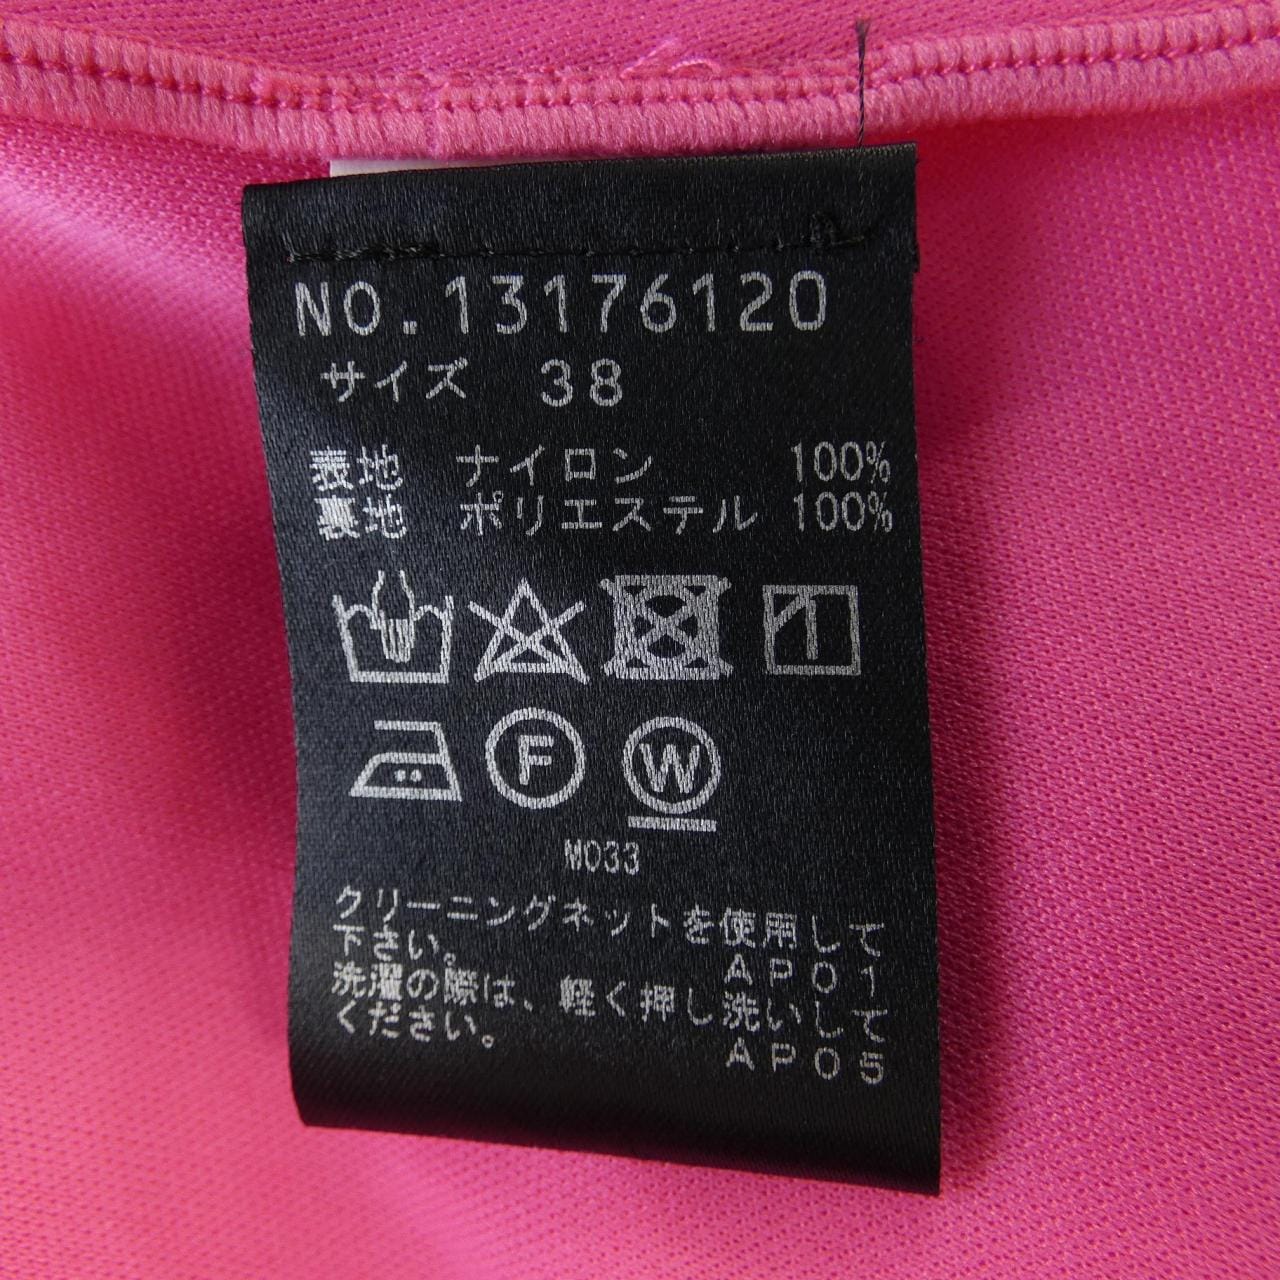 NO.13176120
サイズ 38
表地 ナイロン 100%
裏地 ポリエステル 100%
F W
M033
クリーニングネットを使用して
下さい。
AP01
洗濯の際は、軽く押し洗いして
ください。
AP05